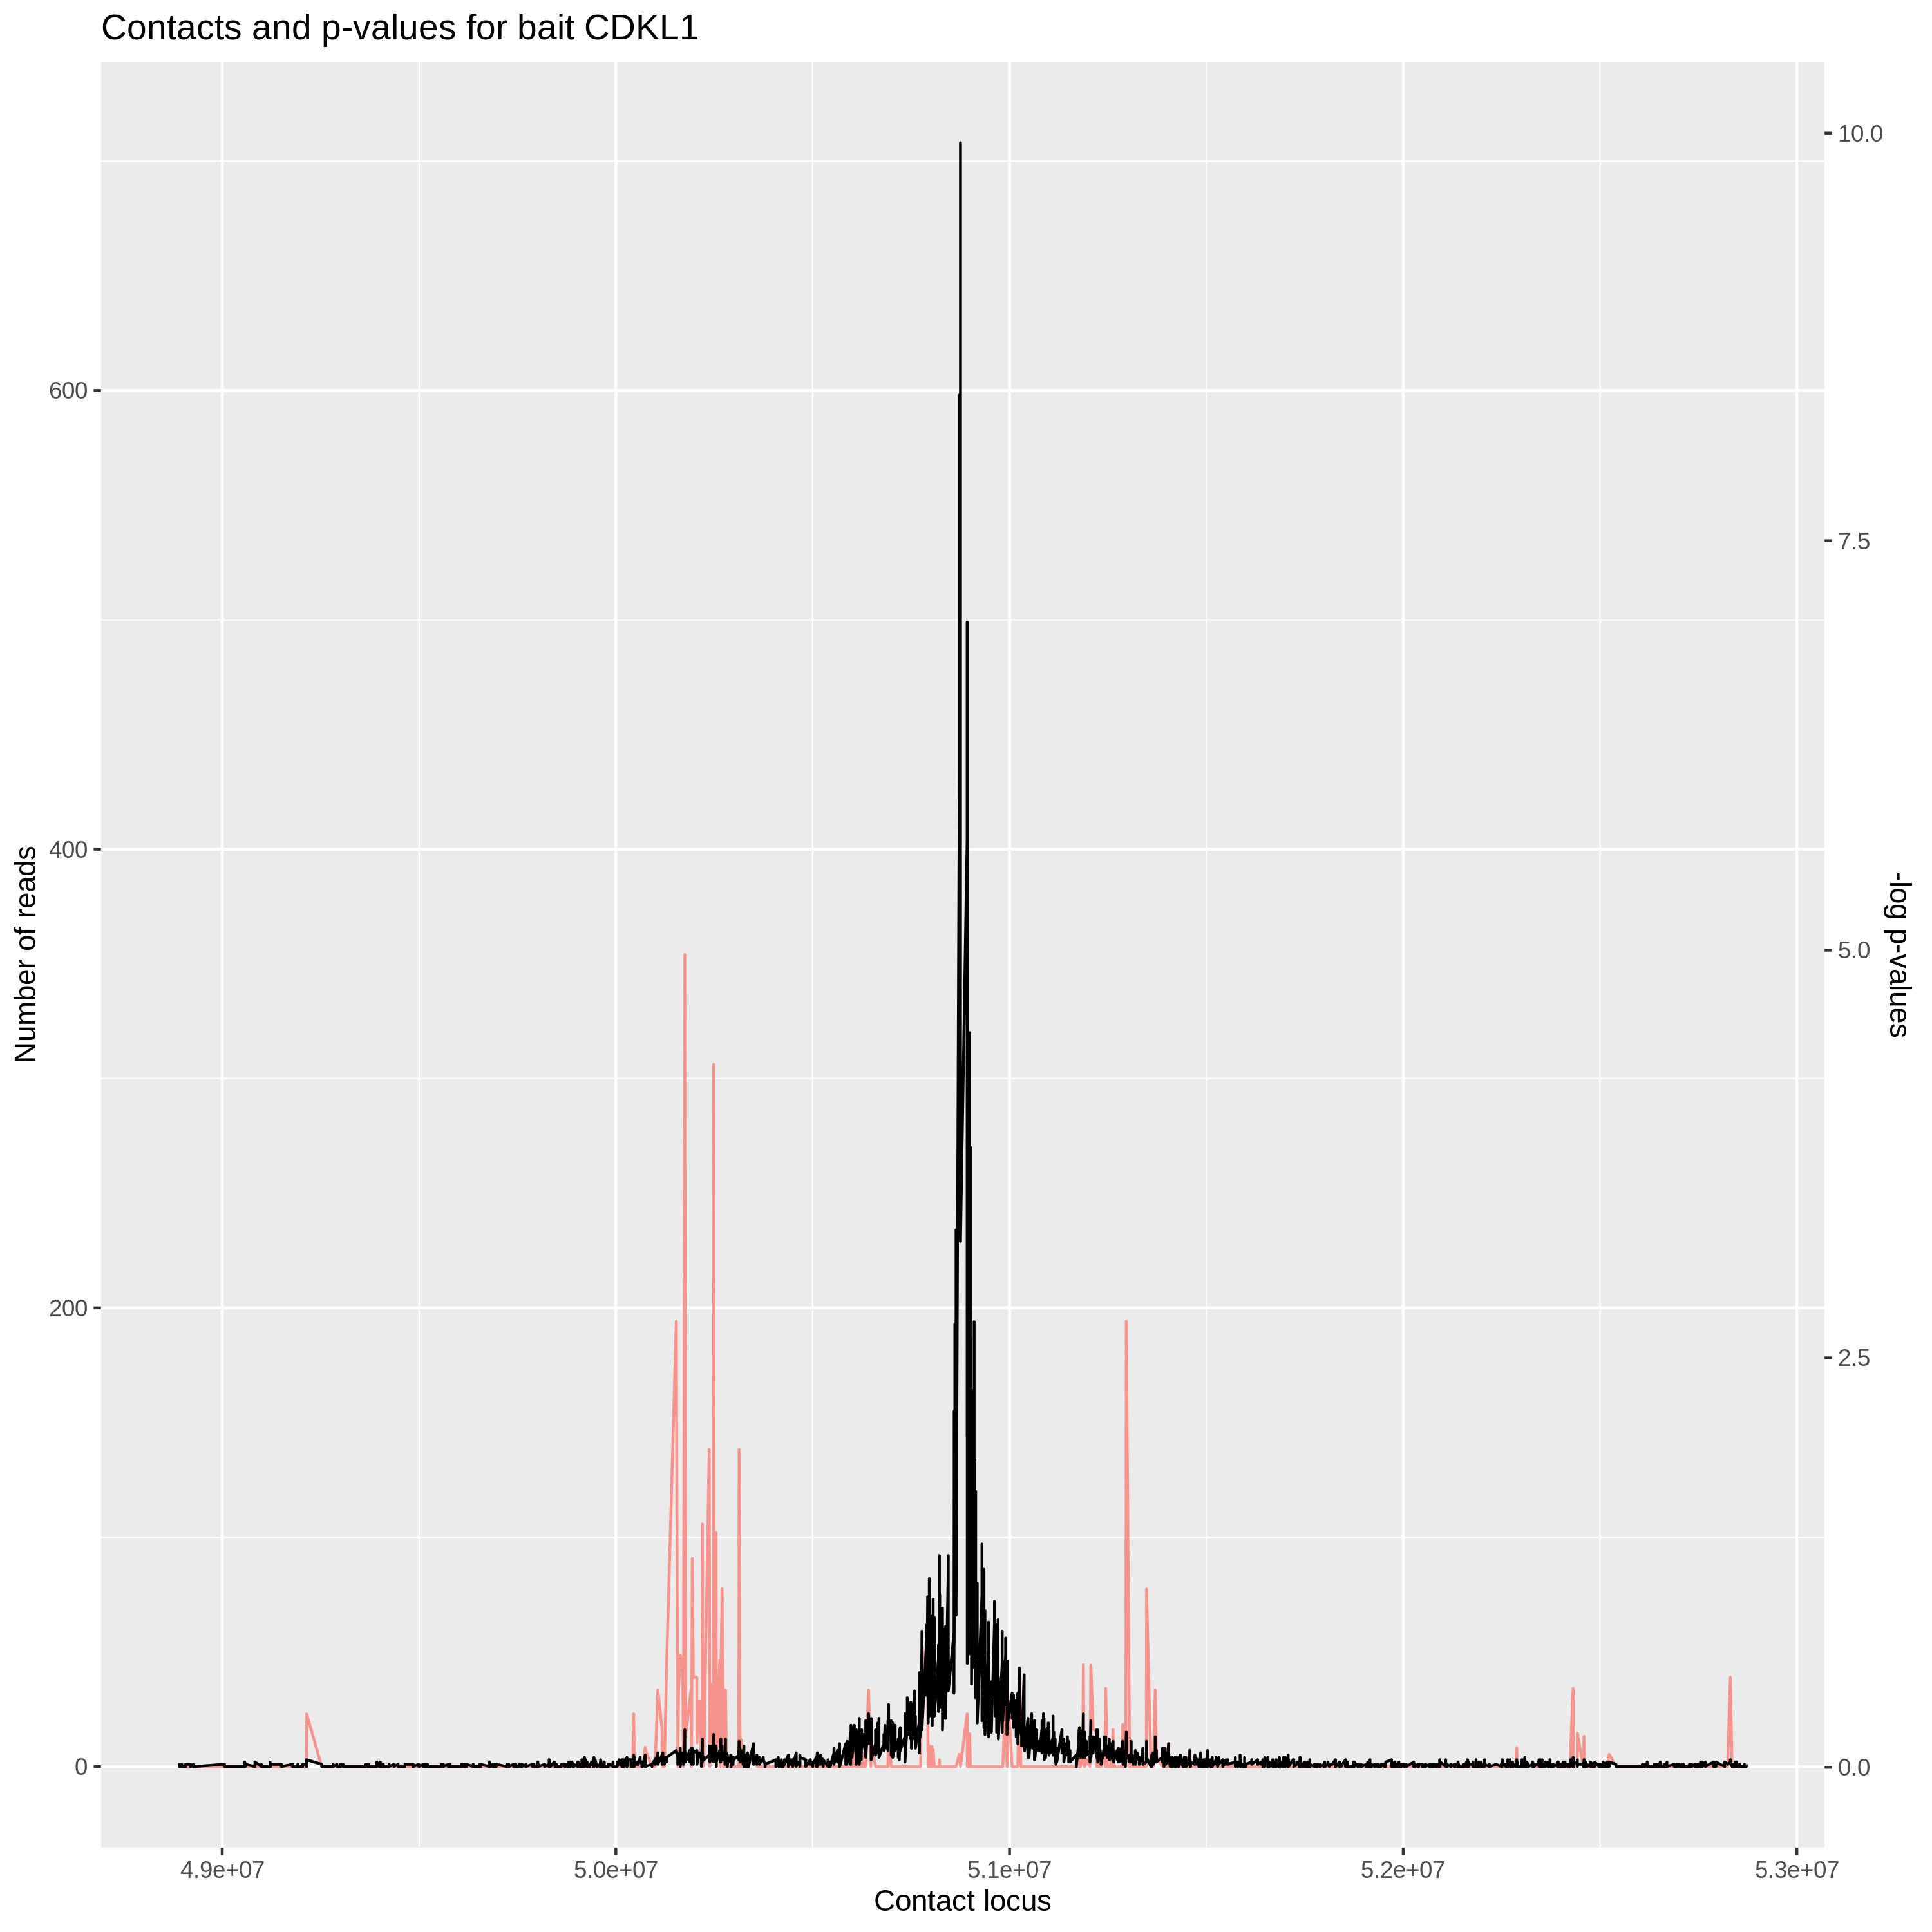 Contacts and p-values for bait CDKL1
Number of reads
600
400
200
0
10.0
7.5
5.0
2.5
0.0
-log p-values
4.9e+07 5.0e+07 5.1e+07 5.2e+07 5.3e+07
Contact locus